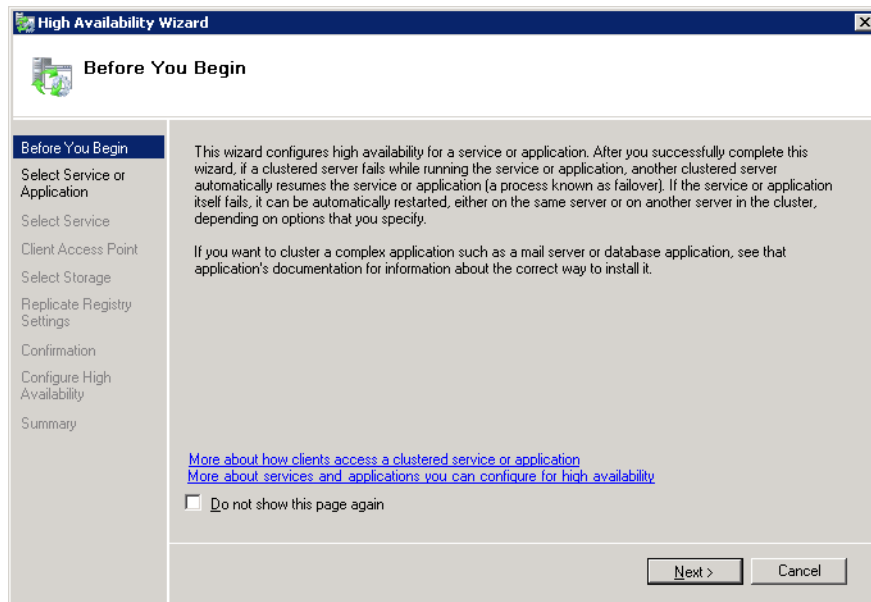 High Availability Wizard
Before You Begin
Before You Begin
Select Service or
Application
Select Service
Client Access Point
Select Storage
Replicate Registry
Settings
Confirmation
Configure High
Availability
Summary
This wizard configures high availability for a service or application. After you successfully complete this
wizard, if a clustered server fails while running the service or application, another clustered server
automatically resumes the service or application (a process known as failover). If the service or application
itself fails, it can be automatically restarted, either on the same server or on another server in the cluster,
depending on options that you specify.
If you want to cluster a complex application such as a mail server or database application, see that
application's documentation for information about the correct way to install it.
More about how clients access a clustered service or application
More about services and applications you can configure for high availability
Do not show this page again
Next >
Cancel